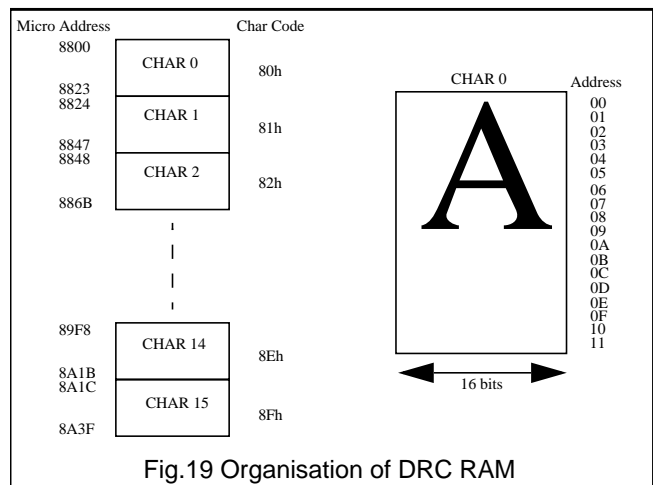 Micro Address Char Code
8800
CHAR 0
80h
8823
8824
CHAR 1
81h
8847
8848
CHAR 2
82h
886B
89F8
CHAR 14
8Eh
8A1B
8A1C
CHAR 15
8Fh
8A3F
CHAR 0 Address
A
00
01
02
03
04
05
06
07
08
09
0A
0B
0C
0D
0E
0F
10
11
16 bits
Fig.19 Organisation of DRC RAM